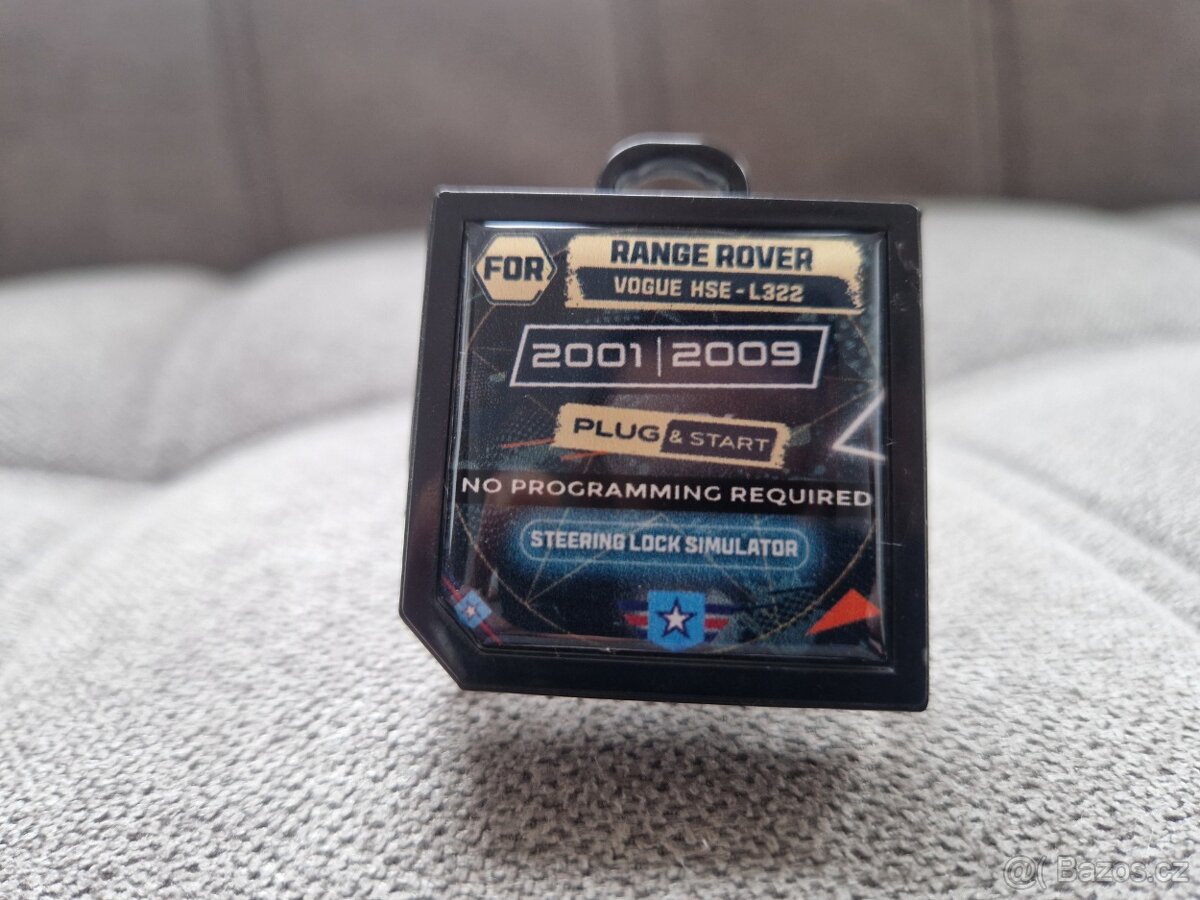 FOR
RANGE ROVER
VOGUE HSE - L322
2001 | 2009
PLUG & START
NO PROGRAMMING REQUIRED
STEERING LOCK SIMULATOR
@( Bazos.cz